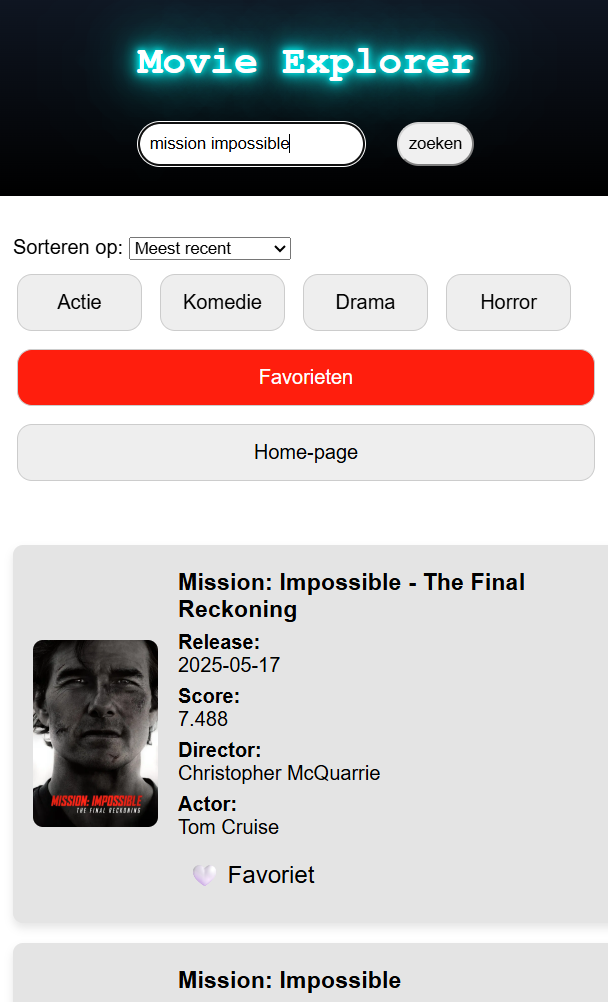 Movie Explorer
mission impossible
zoeken
Sorteren op: Meest recent
Actie
Komedie
Drama
Horror
Favorieten
Home-page
Mission: Impossible - The Final
Reckoning
Release:
2025-05-17
Score:
7.488
Director:
Christopher McQuarrie
Actor:
Tom Cruise
MISSION: IMPOSSIBLE
THE FINAL RECKONING
Favoriet
Mission: Impossible